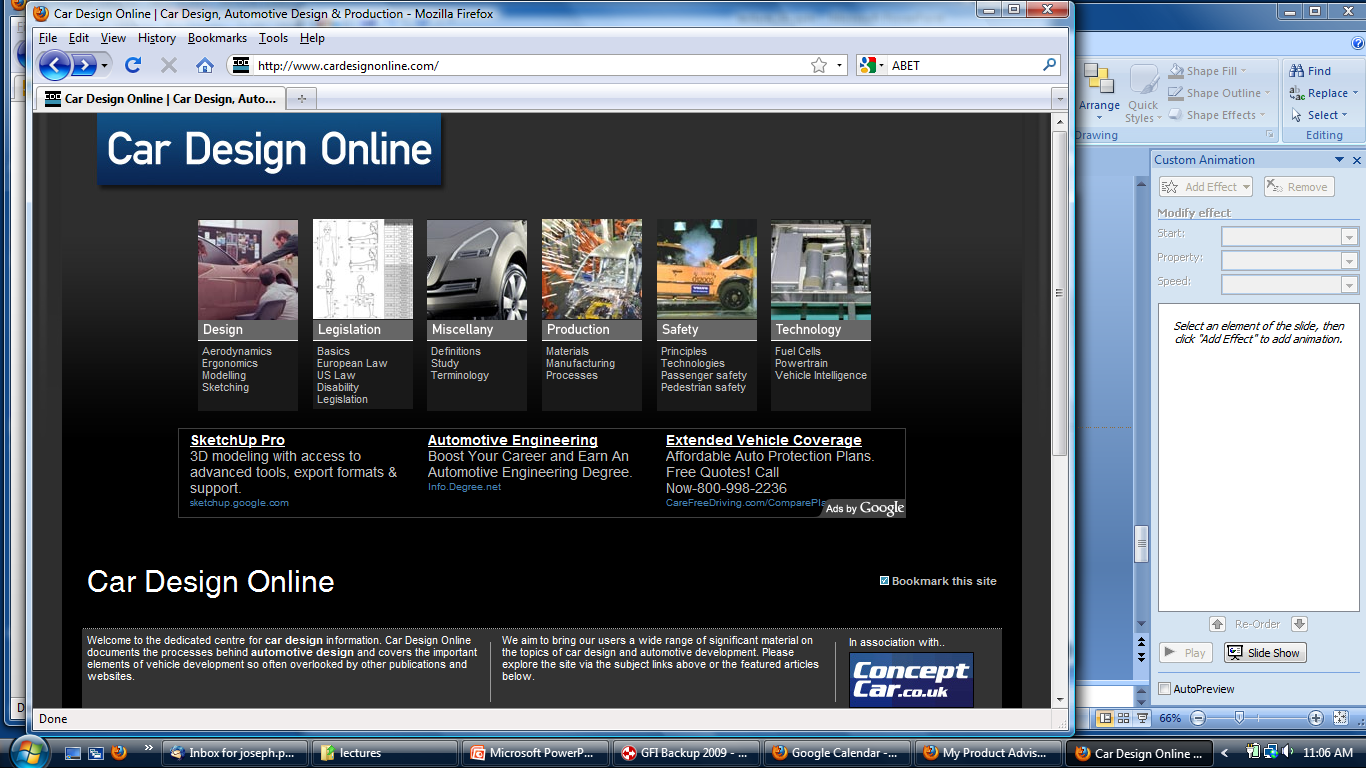 Car Design Online | Car Design, Automotive Design & Production - Mozilla Firefox
File Edit View History Bookmarks Tools Help
http://www.cardesignonline.com/
ABET
Car Design Online | Car Design, Auto...
Car Design Online
Design
Aerodynamics
Ergonomics
Modelling
Sketching
Legislation
Basics
European Law
US Law
Disability
Legislation
Miscellany
Definitions
Study
Terminology
Production
Materials
Manufacturing
Processes
Safety
Principles
Technologies
Passenger safety
Pedestrian safety
Technology
Fuel Cells
Powertrain
Vehicle Intelligence
SketchUp Pro
3D modeling with access to
advanced tools, export formats &
support.
sketchup.google.com
Automotive Engineering
Boost Your Career and Earn An
Automotive Engineering Degree.
Info.Degree.net
Extended Vehicle Coverage
Affordable Auto Protection Plans.
Free Quotes! Call
Now-800-998-2236
CareFreeDriving.com/ComparePla
Ads by Google
Car Design Online
Bookmark this site
Welcome to the dedicated centre for car design information. Car Design Online
documents the processes behind automotive design and covers the important
elements of vehicle development so often overlooked by other publications and
websites.
We aim to bring our users a wide range of significant material on
the topics of car design and automotive development. Please
explore the site via the subject links above or the featured articles
below.
In association with..
Concept
Car.co.uk
Done
Arrange
Quick
Styles
Shape Fill
Shape Outline
Shape Effects
Drawing
Find
Replace
Select
Editing
Custom Animation
Add Effect
Remove
Modify effect
Start:
Property:
Speed:
Select an element of the slide, then
click "Add Effect" to add animation.
Re-Order
Play
Slide Show
AutoPreview
66%
Inbox for joseph.p...
lectures
Microsoft PowerP...
GFI Backup 2009 - ...
Google Calendar -...
My Product Advis...
Car Design Online ...
11:06 AM